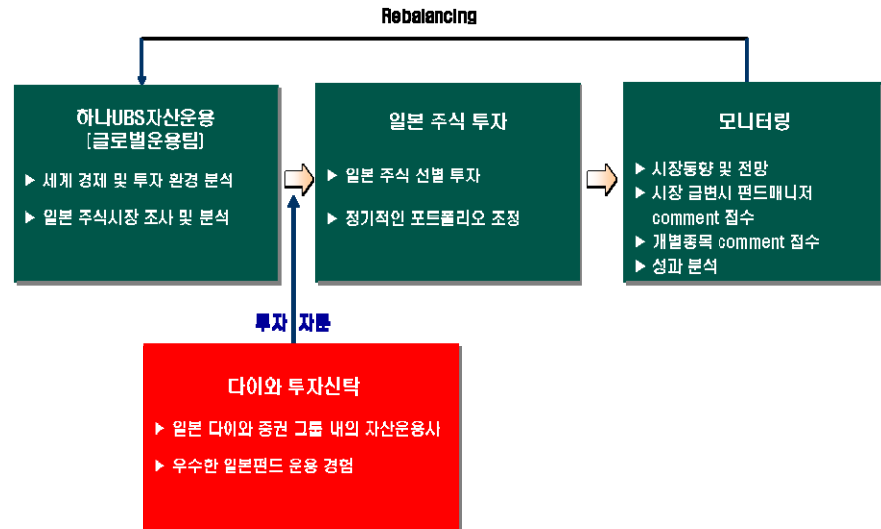 Rebalancing
하나UBS자산운용
[글로벌운용팀]
▶ 세계 경제 및 투자 환경 분석
▶ 일본 주식시장 조사 및 분석
일본 주식 투자
▶ 일본 주식 선별 투자
▶ 정기적인 포트폴리오 조정
모니터링
▶ 시장동향 및 전망
▶ 시장 급변시 펀드매니저
comment 접수
▶ 개별종목 comment 접수
▶ 성과 분석
투자 자문
다이와 투자신탁
▶ 일본 다이와 증권 그룹 내의 자산운용사
▶ 우수한 일본펀드 운용 경험